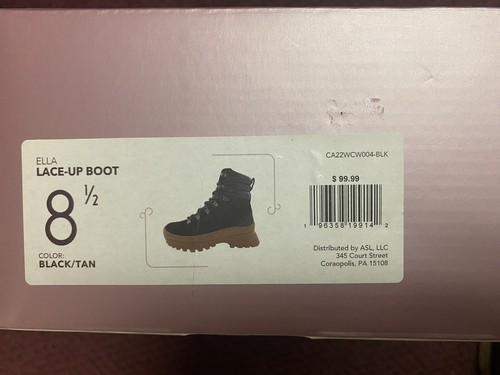 ELLA
LACE-UP BOOT
8 1/2
COLOR:
BLACK/TAN
CA22WCW004-BLK
$ 99.99
1 96358 19914 2
Distributed by ASL, LLC
345 Court Street
Coraopolis, PA 15108